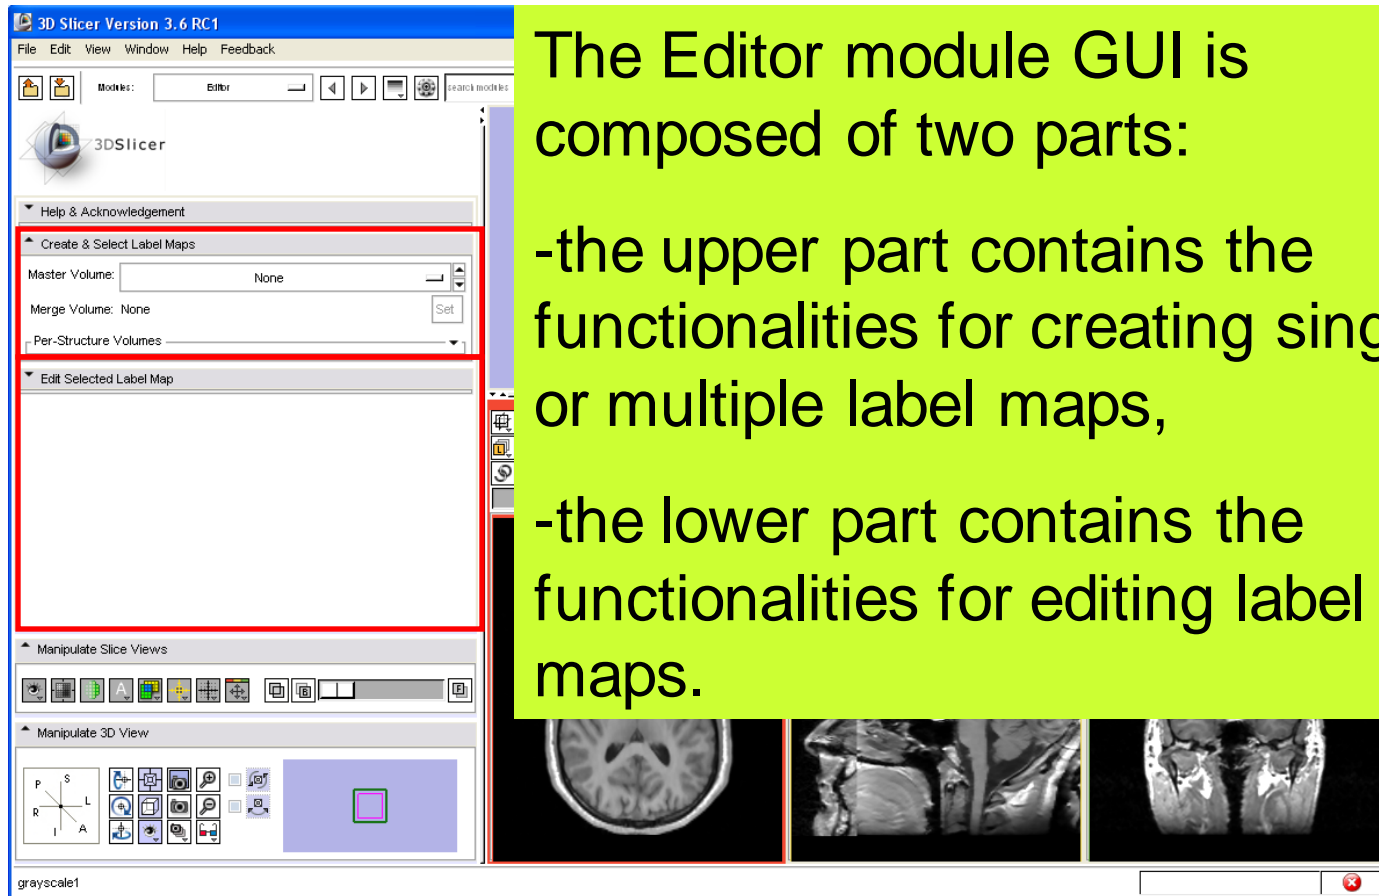 3D Slicer Version 3.6 RC1
File Edit View Window Help Feedback
Modules: Editor search modules
3DSlicer
Help & Acknowledgement
Create & Select Label Maps
Master Volume: None
Merge Volume: None Set
Per-Structure Volumes
Edit Selected Label Map
Manipulate Slice Views
A B F
Manipulate 3D View
P S
R L
I A
grayscale1
The Editor module GUI is
composed of two parts:
-the upper part contains the
functionalities for creating sing
or multiple label maps,
-the lower part contains the
functionalities for editing label
maps.
L